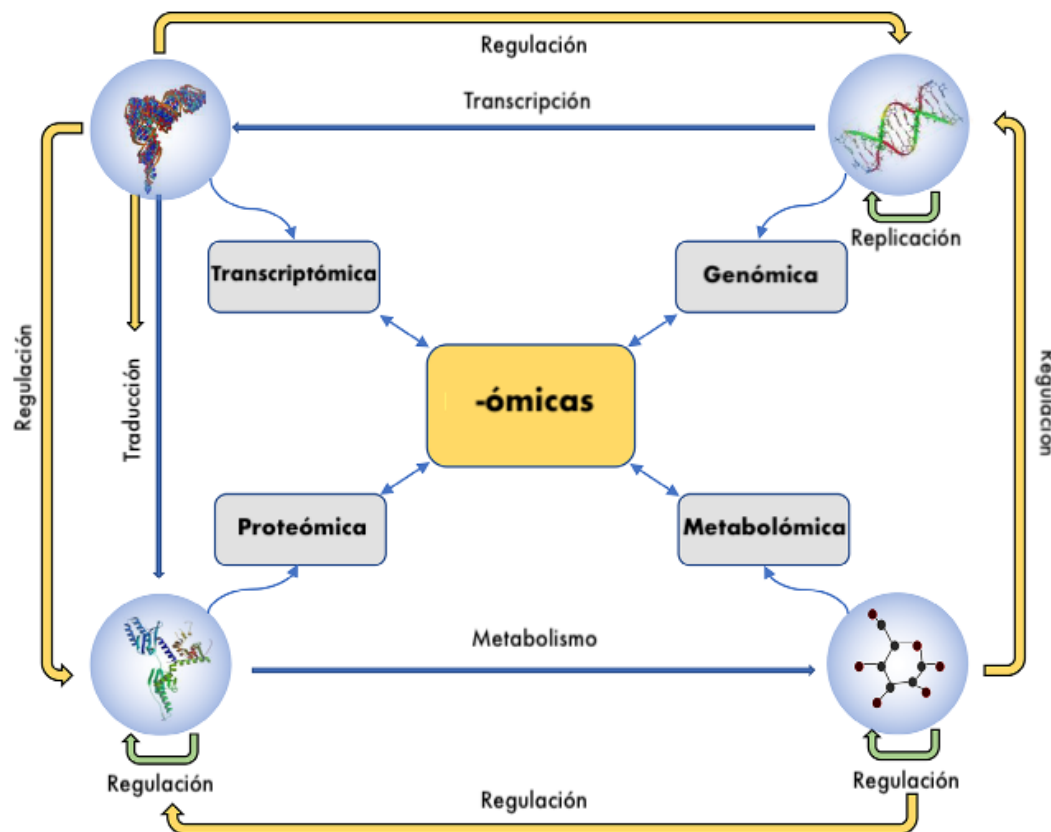 Regulación
Transcripción
Replicación
Transcriptómica
Genómica
Regulación
Traducción
-ómicas
Regulación
Proteómica
Metabolómica
Metabolismo
Regulación
Regulación
Regulación